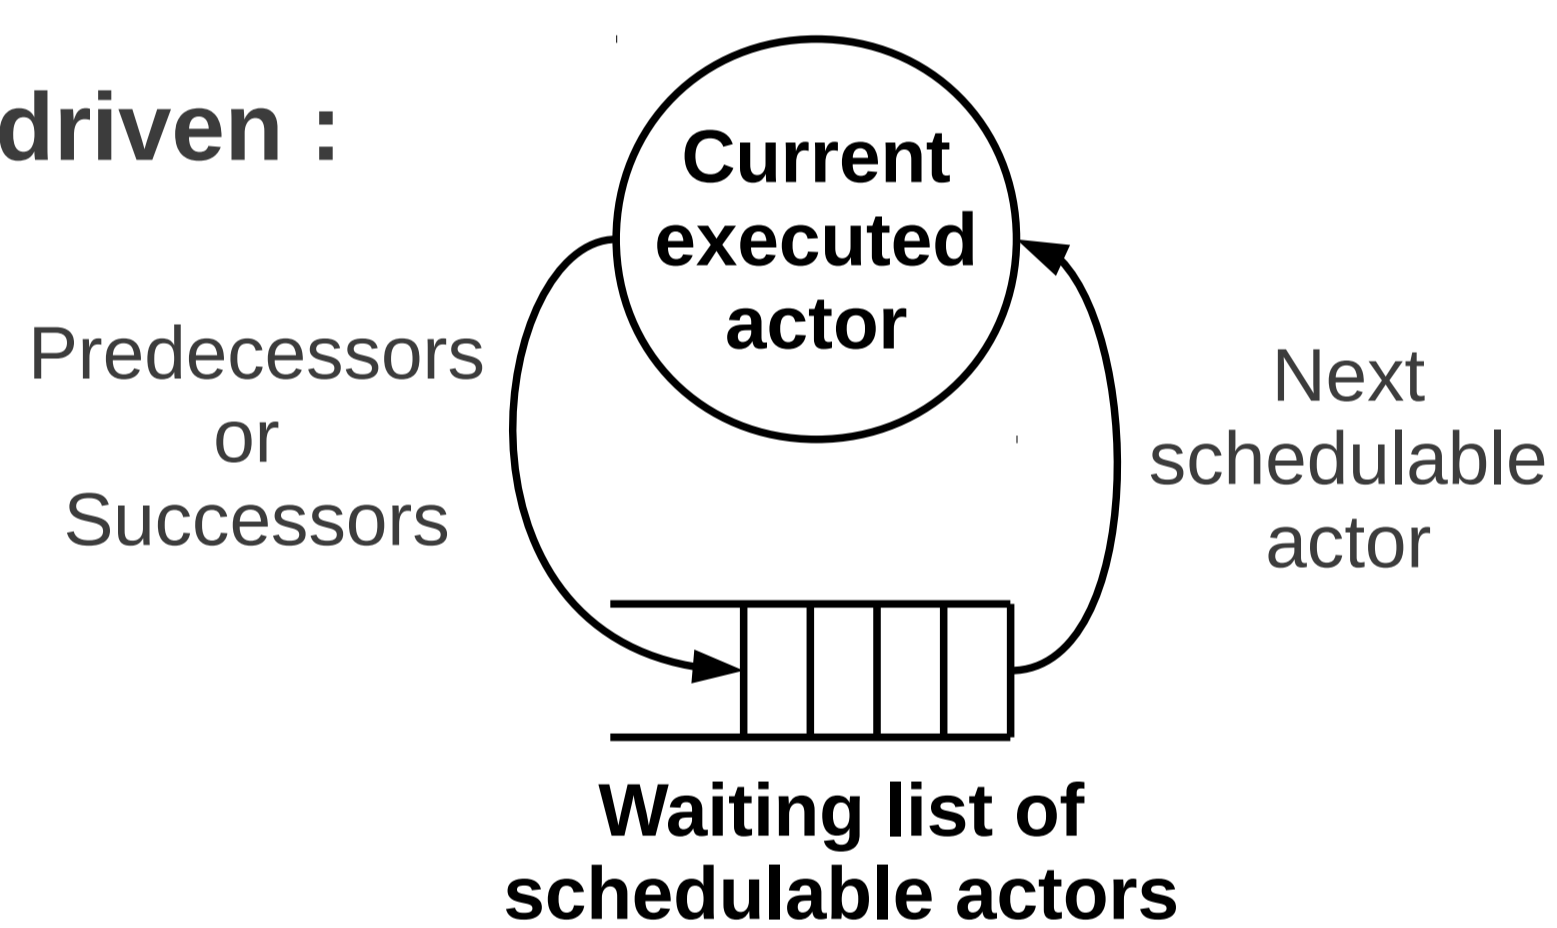 driven :
Current
executed
actor
Predecessors
or
Successors
Next
schedulable
actor
Waiting list of
schedulable actors